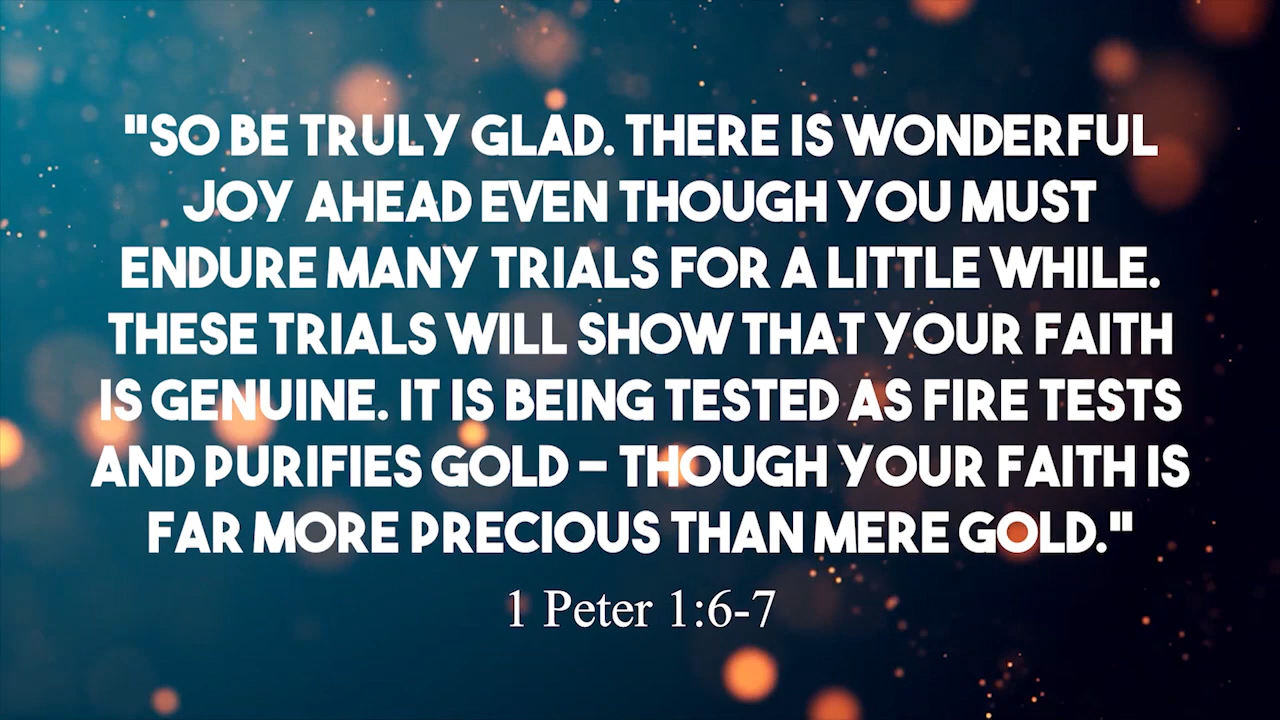 "SO BE TRULY GLAD. THERE IS WONDERFUL
JOY AHEAD EVEN THOUGH YOU MUST
ENDURE MANY TRIALS FOR A LITTLE WHILE.
THESE TRIALS WILL SHOW THAT YOUR FAITH
IS GENUINE. IT IS BEING TESTED AS FIRE TESTS
AND PURIFIES GOLD – THOUGH YOUR FAITH IS
FAR MORE PRECIOUS THAN MERE GOLD."
1 Peter 1:6-7